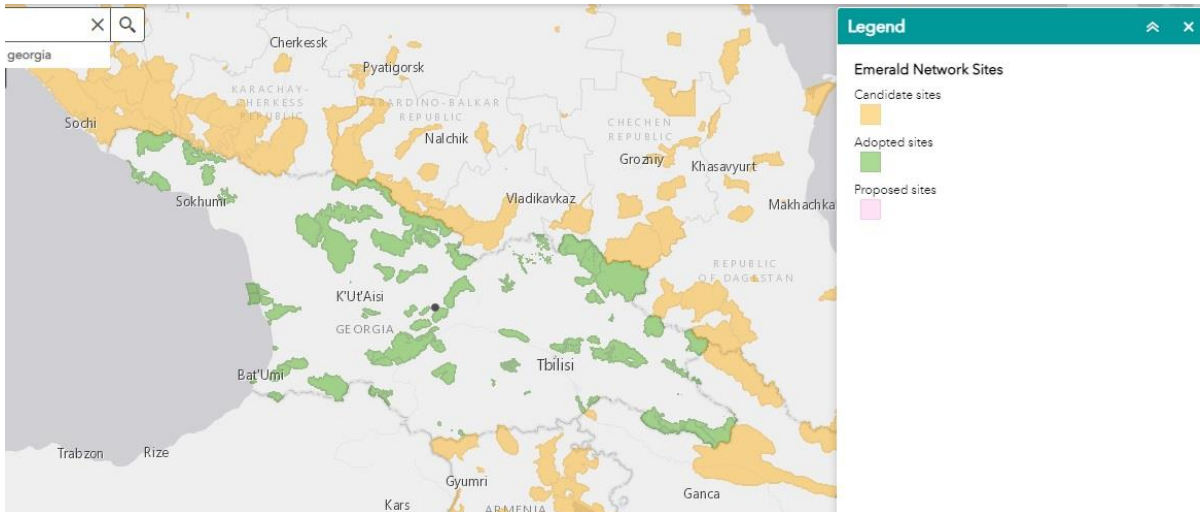 georgia
Legend
Emerald Network Sites
Candidate sites
Adopted sites
Proposed sites
Cherkessk
Pyatigorsk
KARACHAY-
CHERKESS
REPUBLIC
KABARDINO-BALKAR
REPUBLIC
Sochi
Nalchik
CHECHEN
REPUBLIC
Grozniy
Khasavyurt
Sokhumi
Vladikavkaz
Makhachka
REPUBLIC
OF DAGESTAN
K'Ut'Aisi
GEORGIA
Tbilisi
Bat'Umi
Trabzon
Rize
Gyumri
Kars
ARMENIA
Ganca